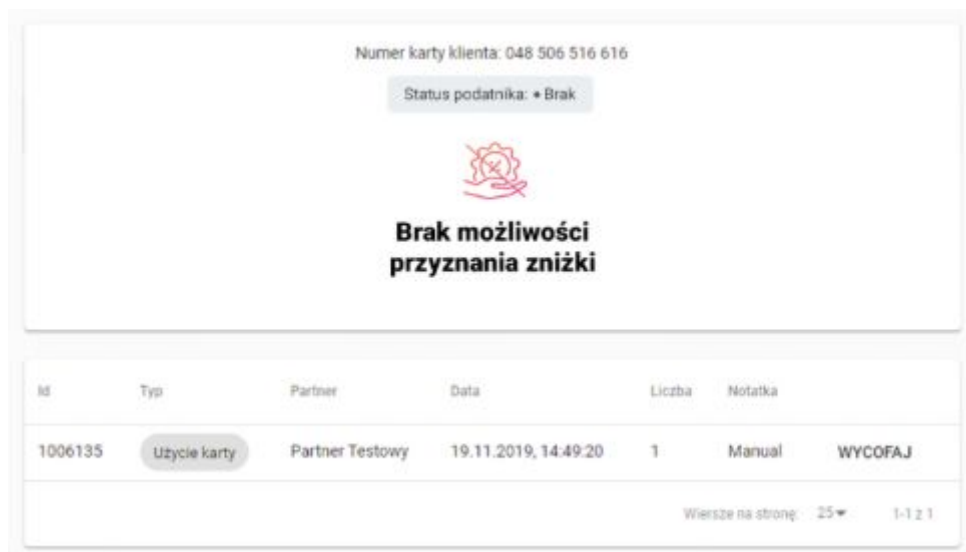 Numer karty klienta: 048 506 516 616
Status podatnika: • Brak
Brak możliwości
przyznania zniżki
Id Typ Partner Data Liczba Notatka
1006135 Użycie karty Partner Testowy 19.11.2019, 14:49:20 1 Manual WYCOFAJ
Wiersze na stronę: 25 1-1 z 1